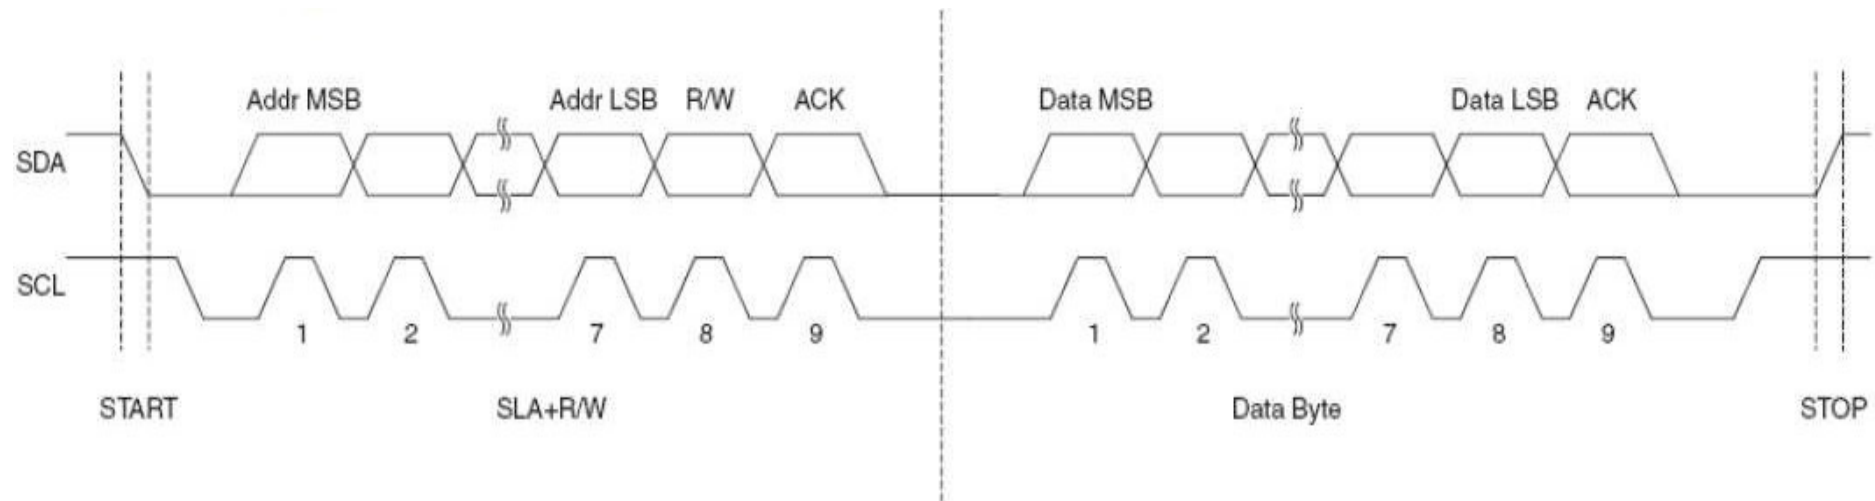 Addr MSB Addr LSB R/W ACK Data MSB Data LSB ACK
SDA
SCL
1 2 7 8 9 1 2 7 8 9
START SLA+R/W Data Byte STOP